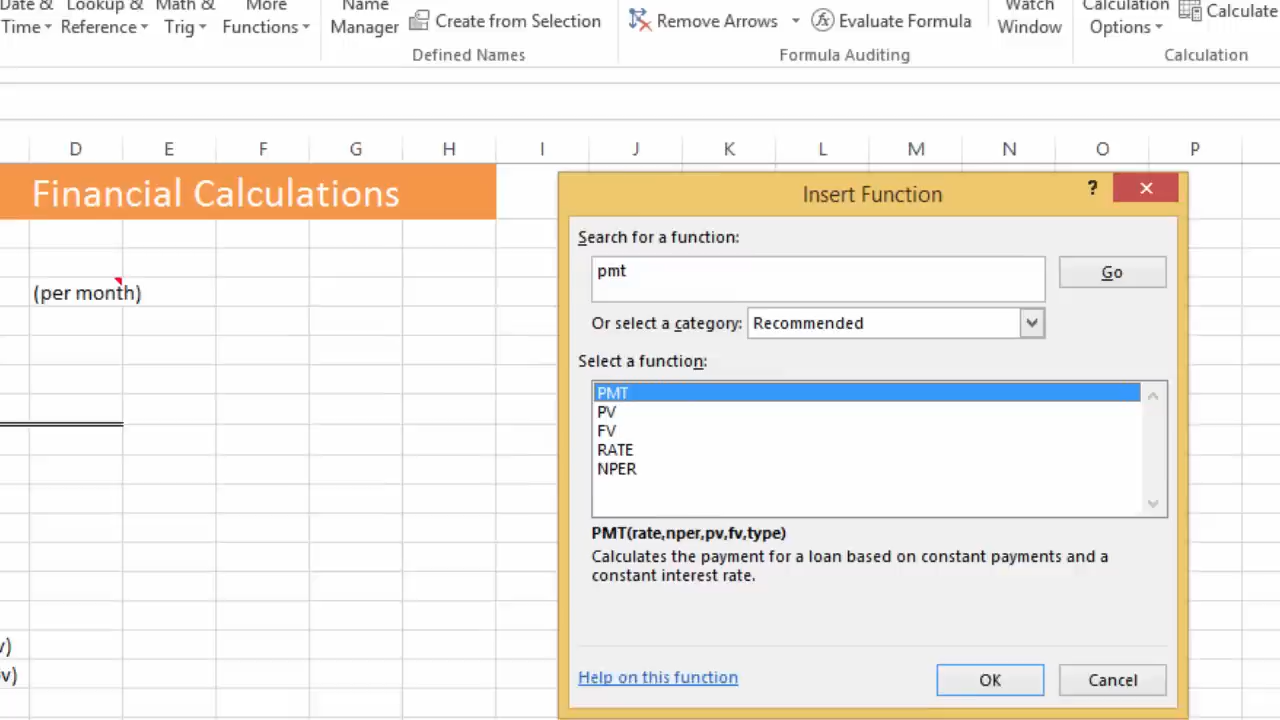 Date & Lookup & Math & More Name Create from Selection Remove Arrows Evaluate Formula Watch Calculation Calculate
Time Reference Trig Functions Manager Window Options
Defined Names Formula Auditing Calculation
D E F G H I J K L M N O P
Financial Calculations
(per month)
Insert Function
?
Search for a function:
pmt
Go
Or select a category: Recommended
Select a function:
PMT
PV
FV
RATE
NPER
PMT(rate,nper,pv,fv,type)
Calculates the payment for a loan based on constant payments and a
constant interest rate.
v)
v)
Help on this function
OK Cancel